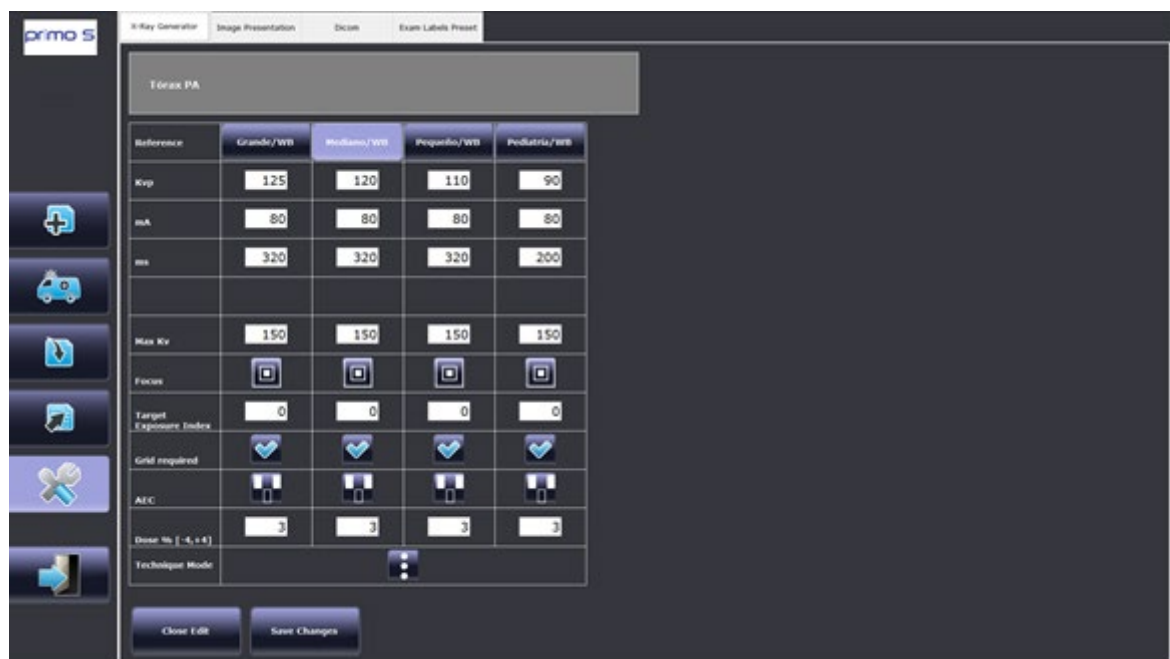 primo S
X-Ray Generator Image Presentation Dicom Exam Labels Preset
Tórax PA
Reference Grande/WB Mediano/WB Pequeño/WB Pediatría/WB
Kvp 125 120 110 90
mA 80 80 80 80
ms 320 320 320 200
Max Kv 150 150 150 150
Focus
Target
Exposure Index 0 0 0 0
Grid required
AEC
Dose % [-4,+4] 3 3 3 3
Technique Mode
Close Edit Save Changes